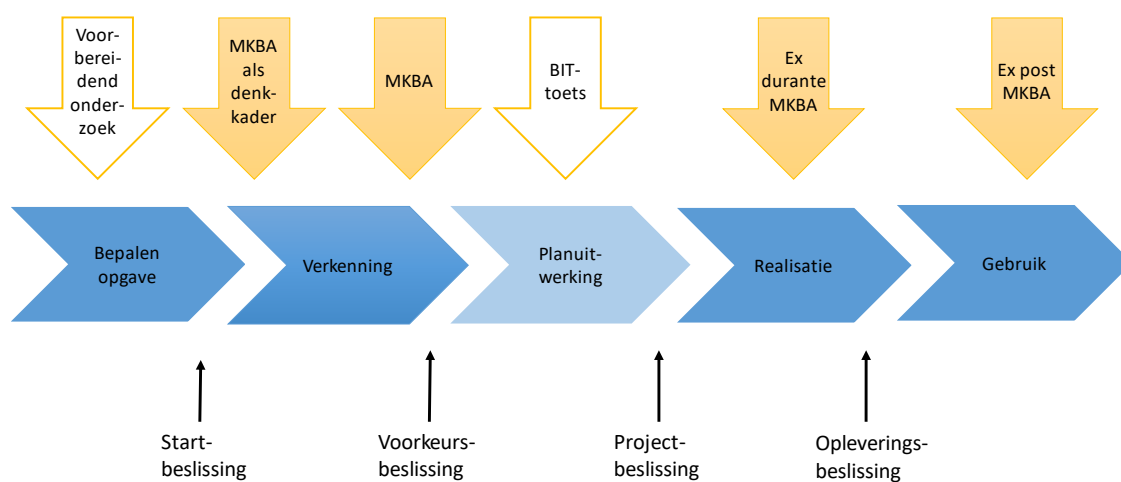 Voor-
berei-
dend
onder-
zoek
MKBA
als
denk-
kader
MKBA
BIT-
toets
Ex
durante
MKBA
Ex post
MKBA
Bepalen
opgave
Verkenning
Planuit-
werking
Realisatie
Gebruik
Start-
beslissing
Voorkeurs-
beslissing
Project-
beslissing
Opleverings-
beslissing